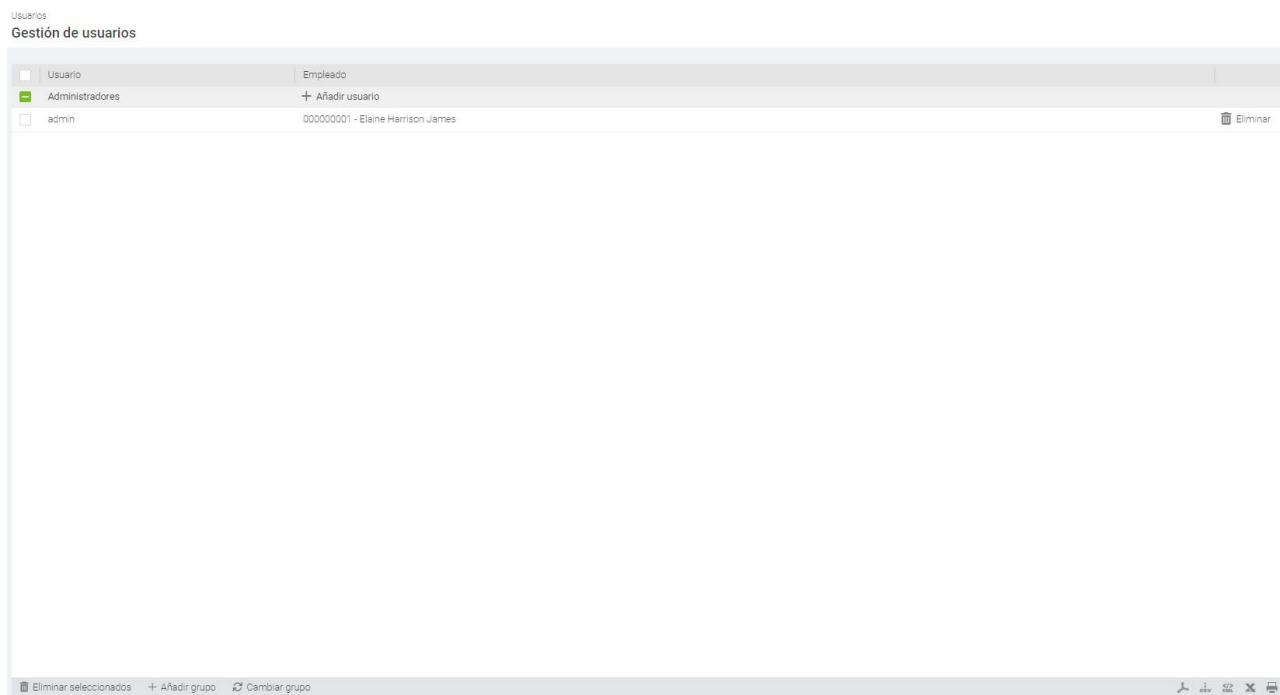 Usuarios
Gestión de usuarios
Usuario Empleado
Administradores + Añadir usuario
admin 000000001 - Elaine Harrison James Eliminar
Eliminar seleccionados + Añadir grupo Cambiar grupo